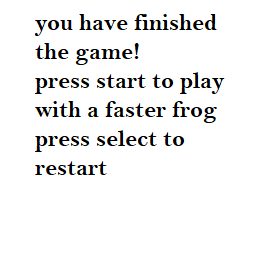 you have finished
the game!
press start to play
with a faster frog
press select to
restart